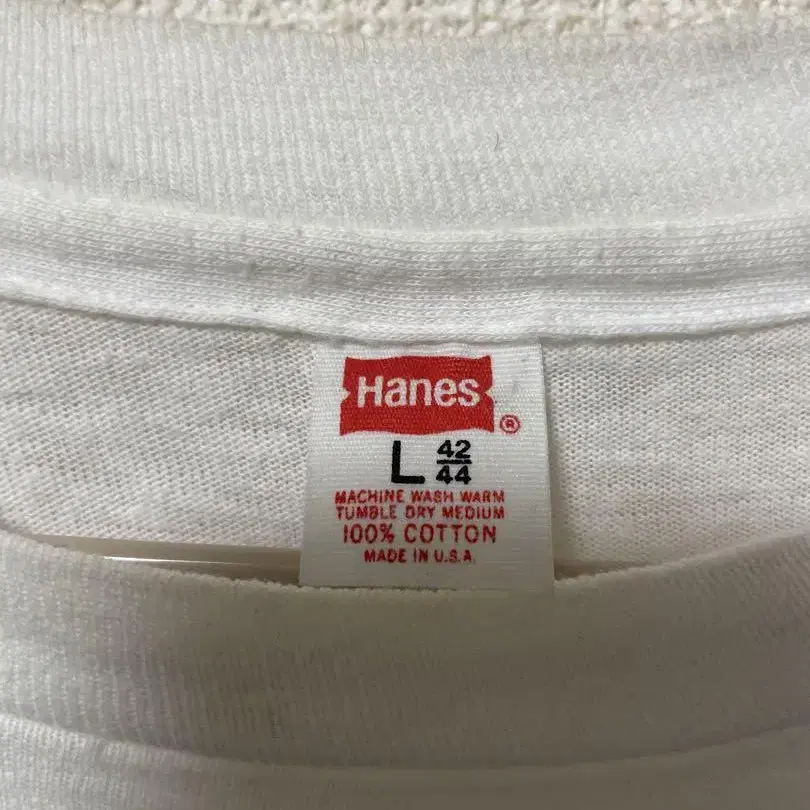 Hanes ®
L 42/44
MACHINE WASH WARM
TUMBLE DRY MEDIUM
100% COTTON
MADE IN U.S.A.